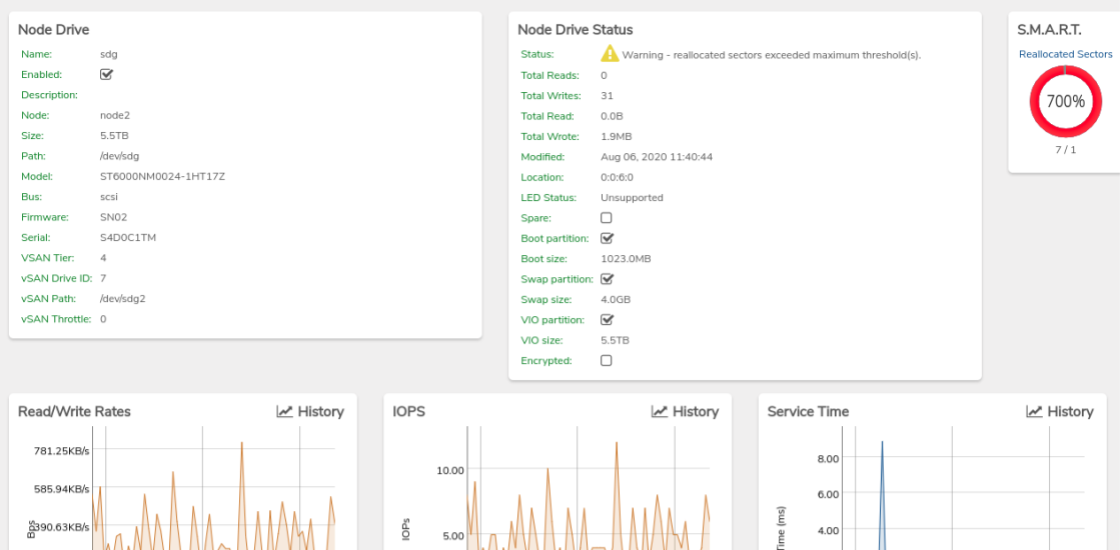 Node Drive
Name: sdg
Enabled:
Description:
Node: node2
Size: 5.5TB
Path: /dev/sdg
Model: ST6000NM0024-1HT17Z
Bus: scsi
Firmware: SN02
Serial: S4D0C1TM
VSAN Tier: 4
vSAN Drive ID: 7
vSAN Path: /dev/sdg2
vSAN Throttle: 0
Node Drive Status
Status: Warning - reallocated sectors exceeded maximum threshold(s).
Total Reads: 0
Total Writes: 31
Total Read: 0.0B
Total Wrote: 1.9MB
Modified: Aug 06, 2020 11:40:44
Location: 0:0:6:0
LED Status: Unsupported
Spare:
Boot partition:
Boot size: 1023.0MB
Swap partition:
Swap size: 4.0GB
VIO partition:
VIO size: 5.5TB
Encrypted:
S.M.A.R.T.
Reallocated Sectors
700%
7 / 1
Read/Write Rates History
781.25KB/s
585.94KB/s
390.63KB/s
Bps
IOPS History
10.00
5.00
IOPs
Service Time History
8.00
6.00
4.00
Time (ms)